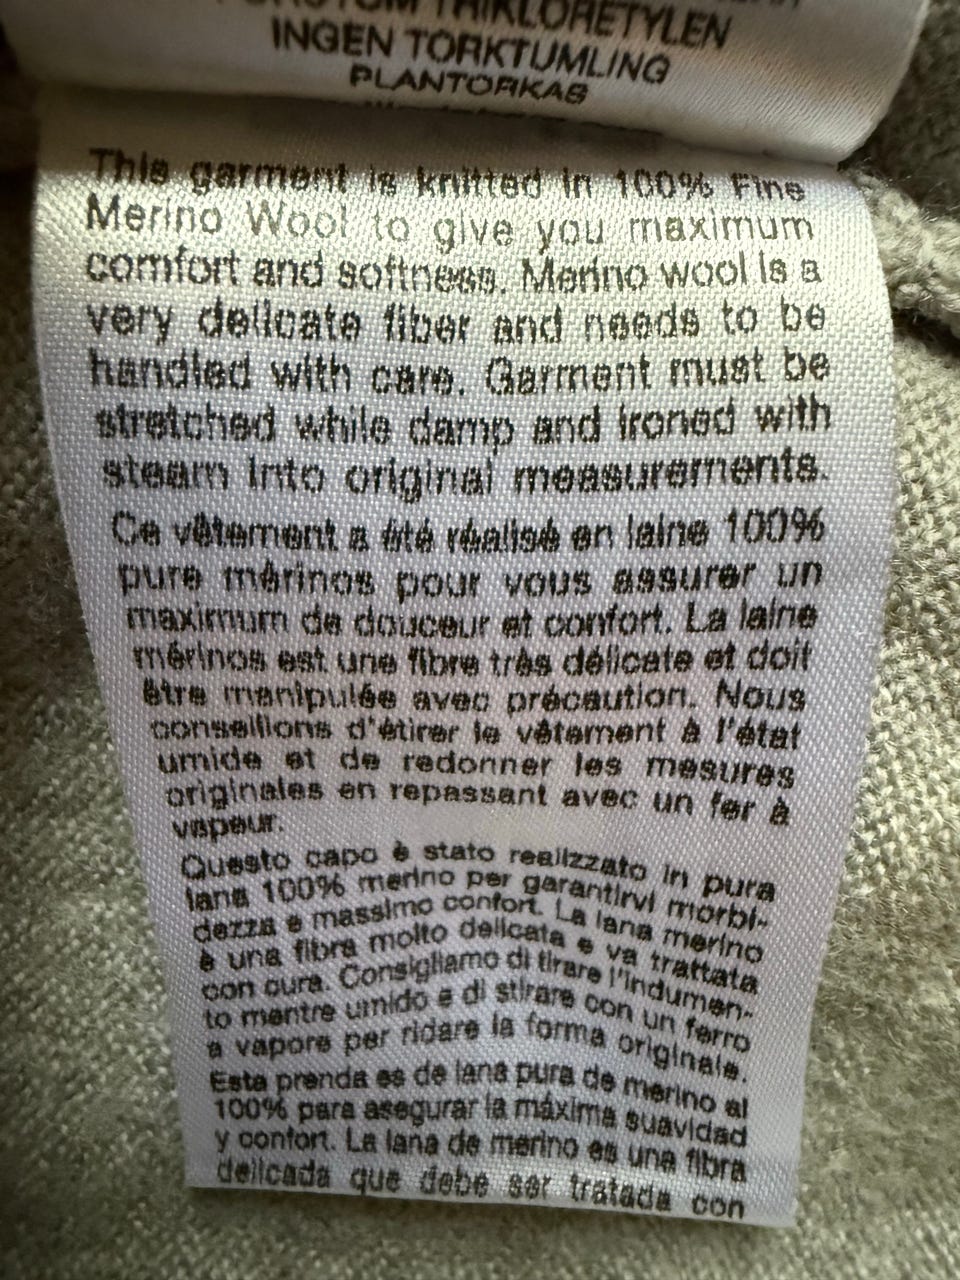 TRIKLORETYLEN
INGEN TORKTUMLING
PLANTORKAS
This garment is knitted in 100% Fine
Merino Wool to give you maximum
comfort and softness. Merino wool is a
very delicate fiber and needs to be
handled with care. Garment must be
stretched while damp and ironed with
steam into original measurements.
Ce vêtement a été réalisé en laine 100%
pure mérinos pour vous assurer un
maximum de douceur et confort. La laine
mérinos est une fibre très délicate et doit
être manipulée avec précaution. Nous
conseillons d'étirer le vêtement à l'état
umide et de redonner les mesures
originales en repassant avec un fer à
vapeur.
Questo capo è stato realizzato in pura
lana 100% merino per garantirvi morbi-
dezza e massimo confort. La lana merino
è una fibra molto delicata e va trattata
con cura. Consigliamo di tirare l'indumen-
to mentre umido e di stirare con un ferro
a vapore per ridare la forma originale.
Esta prenda es de lana pura de merino al
100% para asegurar la máxima suavidad
y confort. La lana de merino es una fibra
delicada que debe ser tratada con